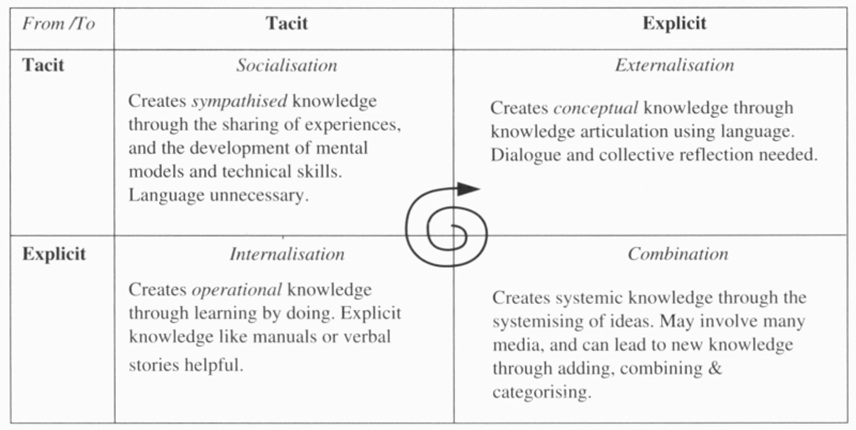 From /To Tacit Explicit
Tacit Socialisation Externalisation
Creates sympathised knowledge
through the sharing of experiences,
and the development of mental
models and technical skills.
Language unnecessary.
Creates conceptual knowledge through
knowledge articulation using language.
Dialogue and collective reflection needed.
Explicit Internalisation Combination
Creates operational knowledge
through learning by doing. Explicit
knowledge like manuals or verbal
stories helpful.
Creates systemic knowledge through the
systemising of ideas. May involve many
media, and can lead to new knowledge
through adding, combining &
categorising.